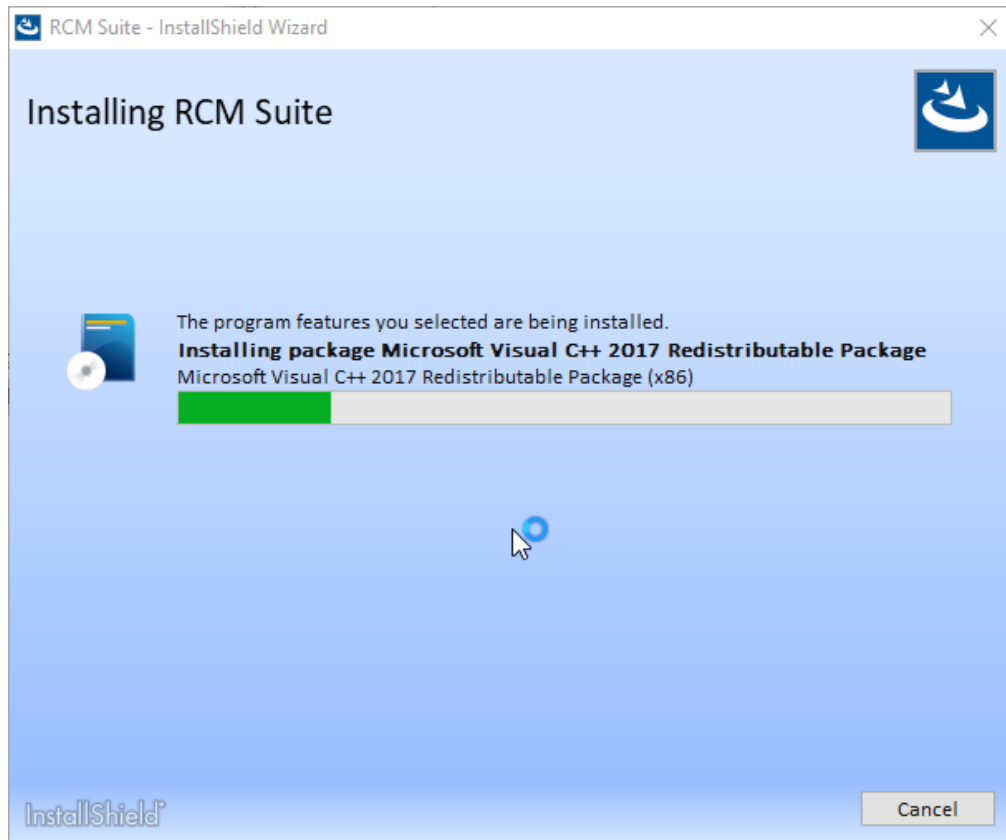 RCM Suite - InstallShield Wizard
Installing RCM Suite
The program features you selected are being installed.
Installing package Microsoft Visual C++ 2017 Redistributable Package
Microsoft Visual C++ 2017 Redistributable Package (x86)
InstallShield
Cancel